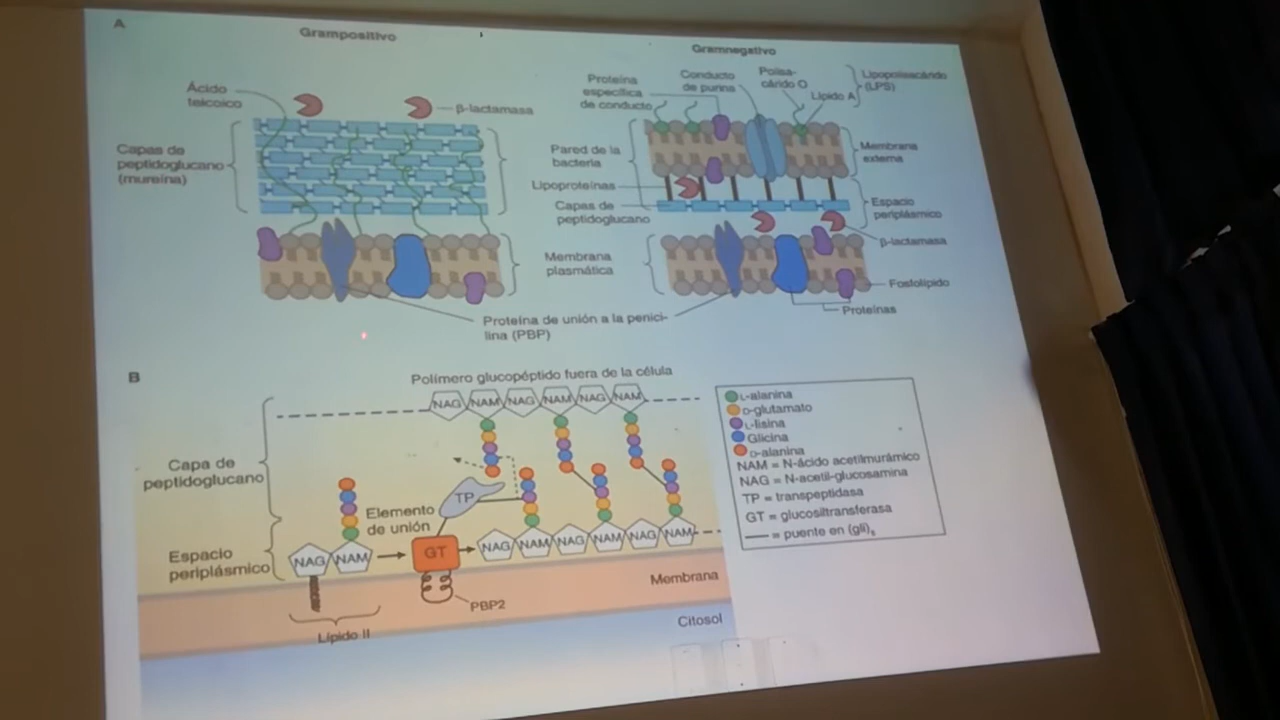 A
Grampositivo
Gramnegativo
Ácido
teicoico
β-lactamasa
Capas de
peptidoglucano
(mureína)
Proteína
específica
de conducto
Conducto
de purina
Polisa-
cárido O
Lípido A
Lipopolisacárido
(LPS)
Pared de la
bacteria
Membrana
externa
Lipoproteínas
Capas de
peptidoglucano
Espacio
periplásmico
β-lactamasa
Membrana
plasmática
Fosfolípido
Proteínas
Proteína de unión a la penici-
lina (PBP)
B
Polímero glucopéptido fuera de la célula
NAG NAM NAG NAM NAG NAM
Capa de
peptidoglucano
Elemento
de unión
TP
Espacio
periplásmico
NAG NAM
GT
NAG NAM NAG NAM NAG NAM
PBP2
Lípido II
Membrana
Citosol
L-alanina
D-glutamato
L-lisina
Glicina
D-alanina
NAM = N-ácido acetilmurámico
NAG = N-acetil-glucosamina
TP = transpeptidasa
GT = glucosiltransferasa
= puente en (gli)5